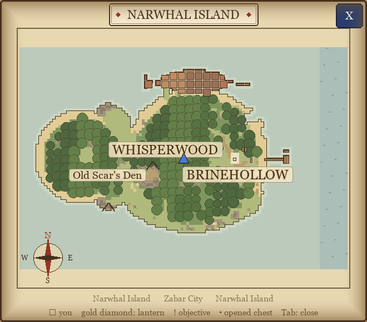 NARWHAL ISLAND
X
WHISPERWOOD
Old Scar's Den
BRINEHOLLOW
N
W
E
S
Narwhal Island Zabar City Narwhal Island
you gold diamond: lantern ! objective • opened chest Tab: close